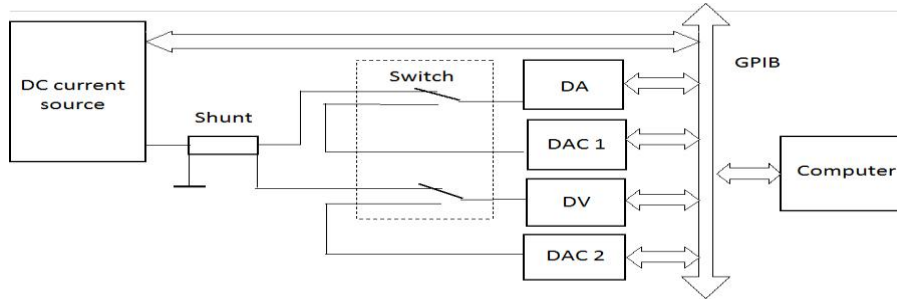 DC current
source
Shunt
Switch
DA
DAC 1
DV
DAC 2
GPIB
Computer